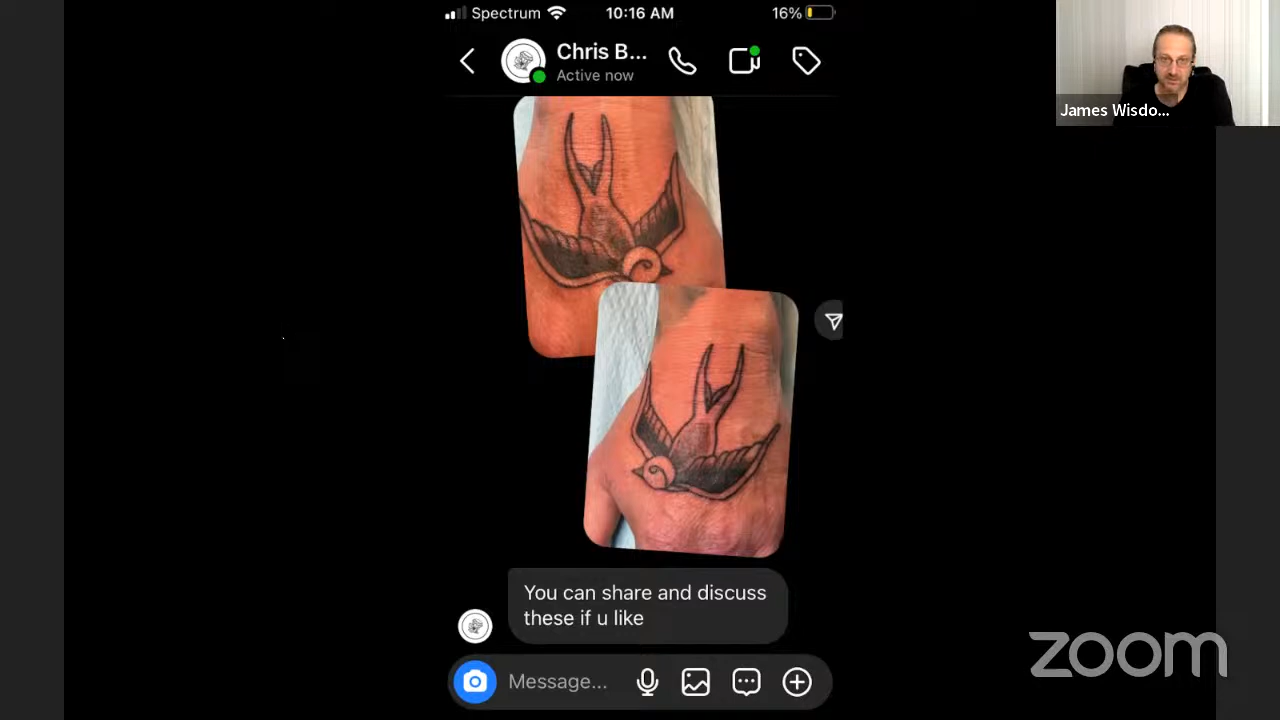 Spectrum 10:16 AM 16%
Chris B...
Active now
James Wisdo...
You can share and discuss
these if u like
Message...
zoom